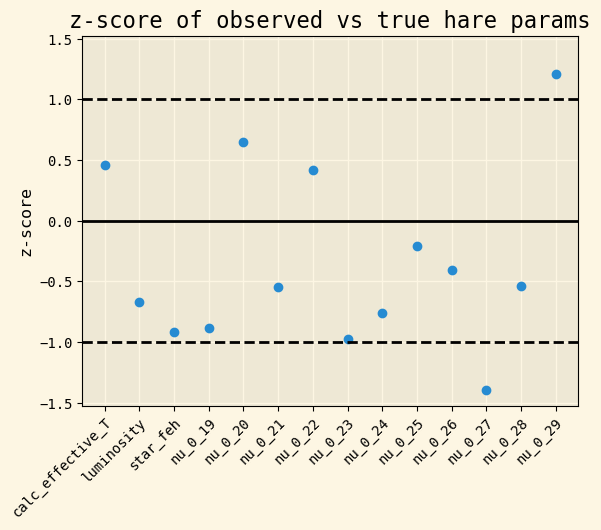 z-score of observed vs true hare params
z-score
1.5
1.0
0.5
0.0
−0.5
−1.0
−1.5
calc_effective_T
luminosity
star_feh
nu_0_19
nu_0_20
nu_0_21
nu_0_22
nu_0_23
nu_0_24
nu_0_25
nu_0_26
nu_0_27
nu_0_28
nu_0_29